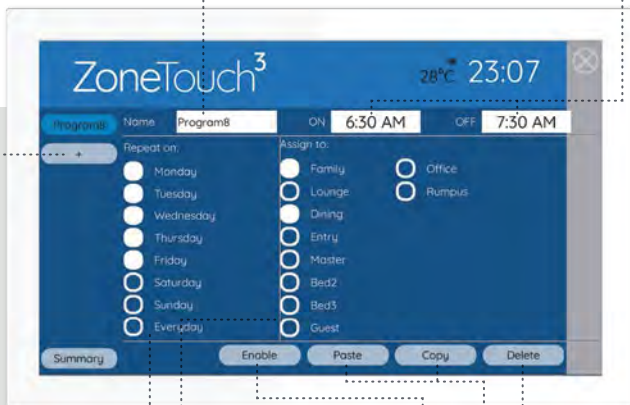 ZoneTouch3
28°C 23:07
Program8 Name Program8 ON 6:30 AM OFF 7:30 AM
+
Repeat on:
Monday
Tuesday
Wednesday
Thursday
Friday
Saturday
Sunday
Everyday
Assign to:
Family
Lounge
Dining
Entry
Master
Bed2
Bed3
Guest
Office
Rumpus
Summary Enable Paste Copy Delete